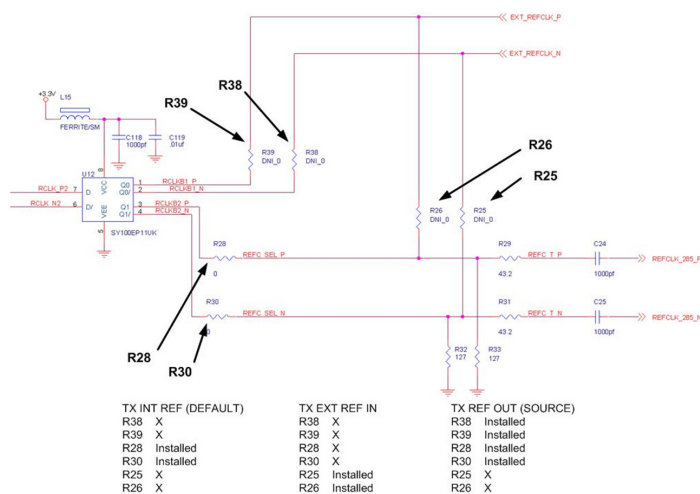 EXT_REFCLK_P
EXT_REFCLK_N
+3.3V
L15
FERRITE/SM
R39
R38
C118
1000pf
C119
.01uf
R39
DNI_0
R38
DNI_0
R26
R25
U12
8
VCC
RCLK_P2
7
D
Q0
1
RCLKB1_P
Q0/
2
RCLKB1_N
RCLK_N2
6
D/
Q1
3
RCLKB2_P
Q1/
4
RCLKB2_N
VEE
5
SY100EP11UK
R26
DNI_0
R25
DNI_0
R28
0
REFC_SEL_P
R29
43.2
REFC_T_P
C24
1000pf
REFCLK_285_P
R30
REFC_SEL_N
R31
43.2
REFC_T_N
C25
1000pf
REFCLK_285_N
R28
R30
R32
127
R33
127
TX INT REF (DEFAULT)
R38 X
R39 X
R28 Installed
R30 Installed
R25 X
R26 X
TX EXT REF IN
R38 X
R39 X
R28 X
R30 X
R25 Installed
R26 Installed
TX REF OUT (SOURCE)
R38 Installed
R39 Installed
R28 Installed
R30 Installed
R25 X
R26 X